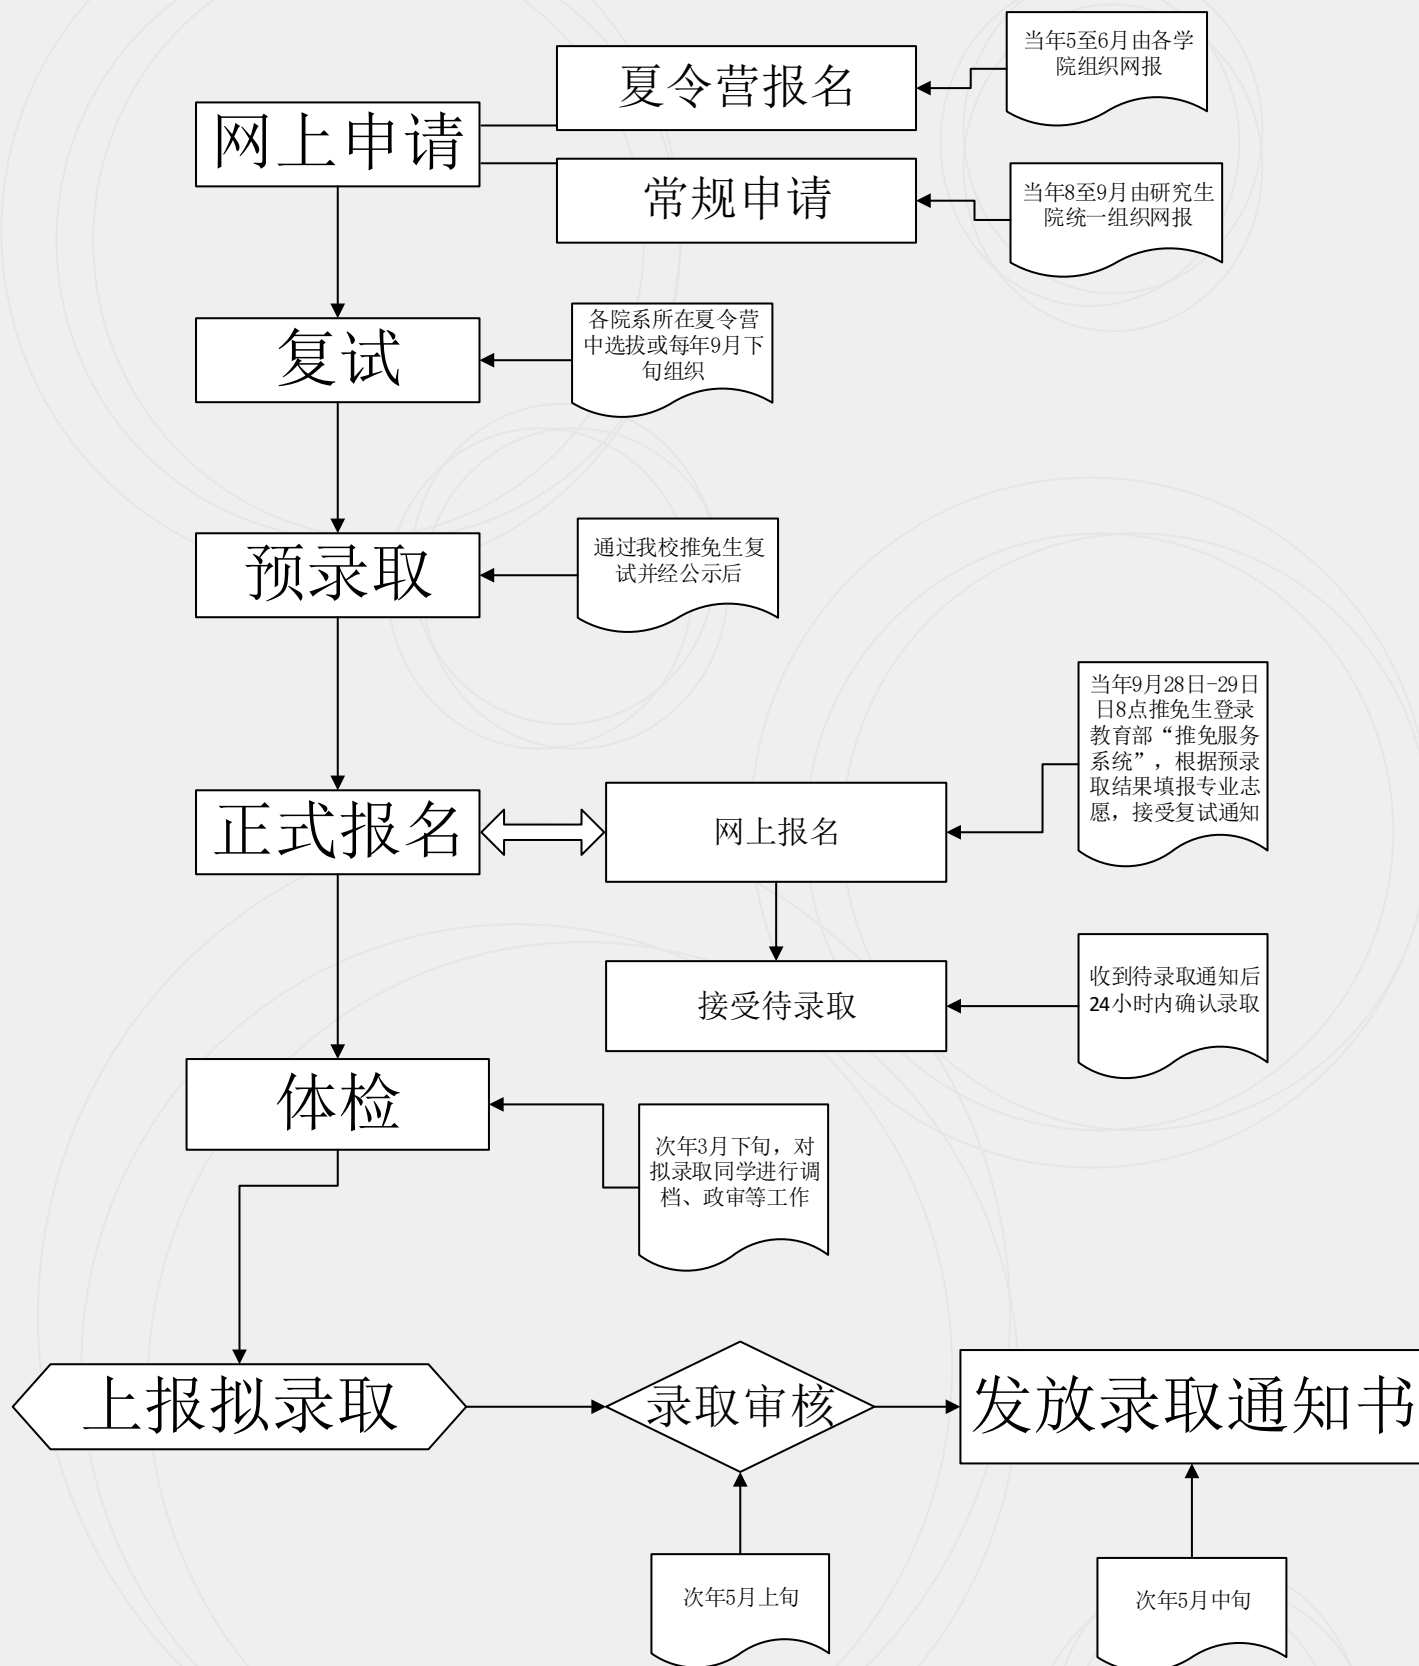 当年5至6月由各学
院组织网报
夏令营报名
网上申请
常规申请
当年8至9月由研究生
院统一组织网报
复试
各院系所在夏令营
中选拔或每年9月下
旬组织
预录取
通过我校推免生复
试并经公示后
当年9月28日-29日
日8点推免生登录
教育部“推免服务
系统”，根据预录
取结果填报专业志
愿，接受复试通知
正式报名
网上报名
接受待录取
收到待录取通知后
24小时内确认录取
体检
次年3月下旬，对
拟录取同学进行调
档、政审等工作
上报拟录取
录取审核
发放录取通知书
次年5月上旬
次年5月中旬